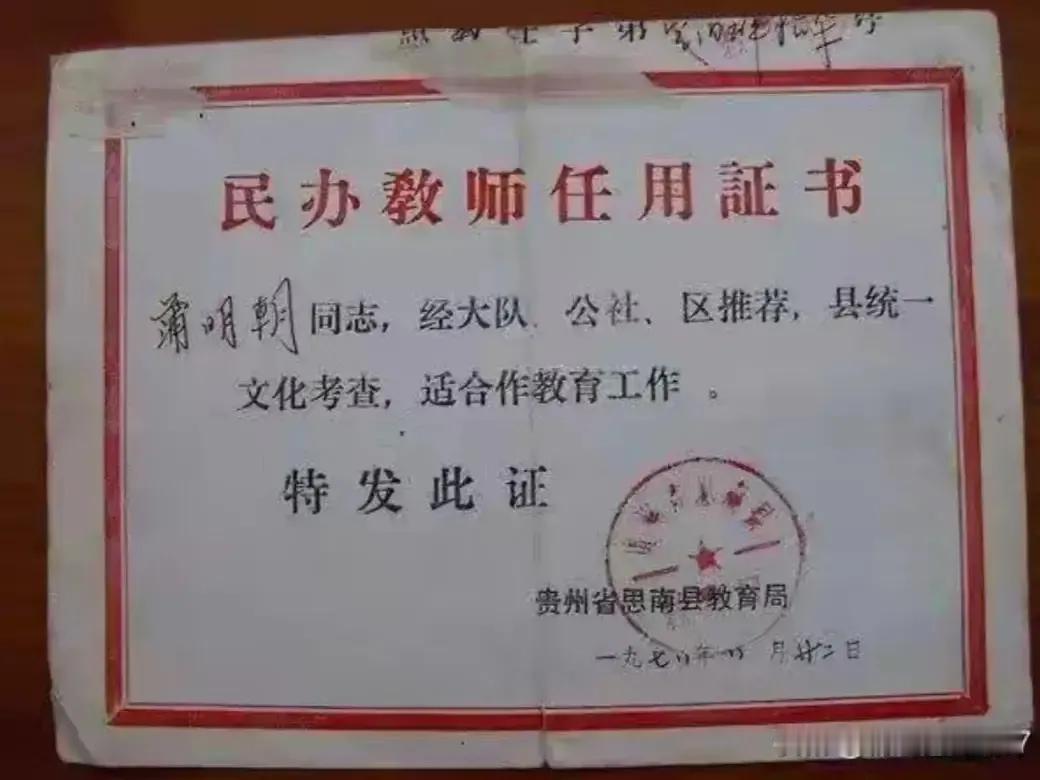 民办教师任用証书
蒲明朝同志，经大队、公社、区推荐，县统一
文化考查，适合作教育工作。
特发此证
贵州省思南县教育局
一九七八年 月廿二日